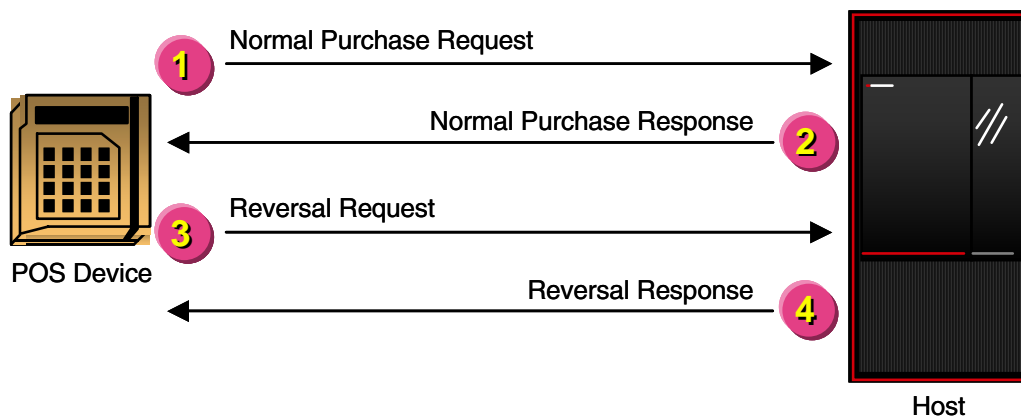 Normal Purchase Request
1
Normal Purchase Response
2
Reversal Request
3
POS Device
Reversal Response
4
Host